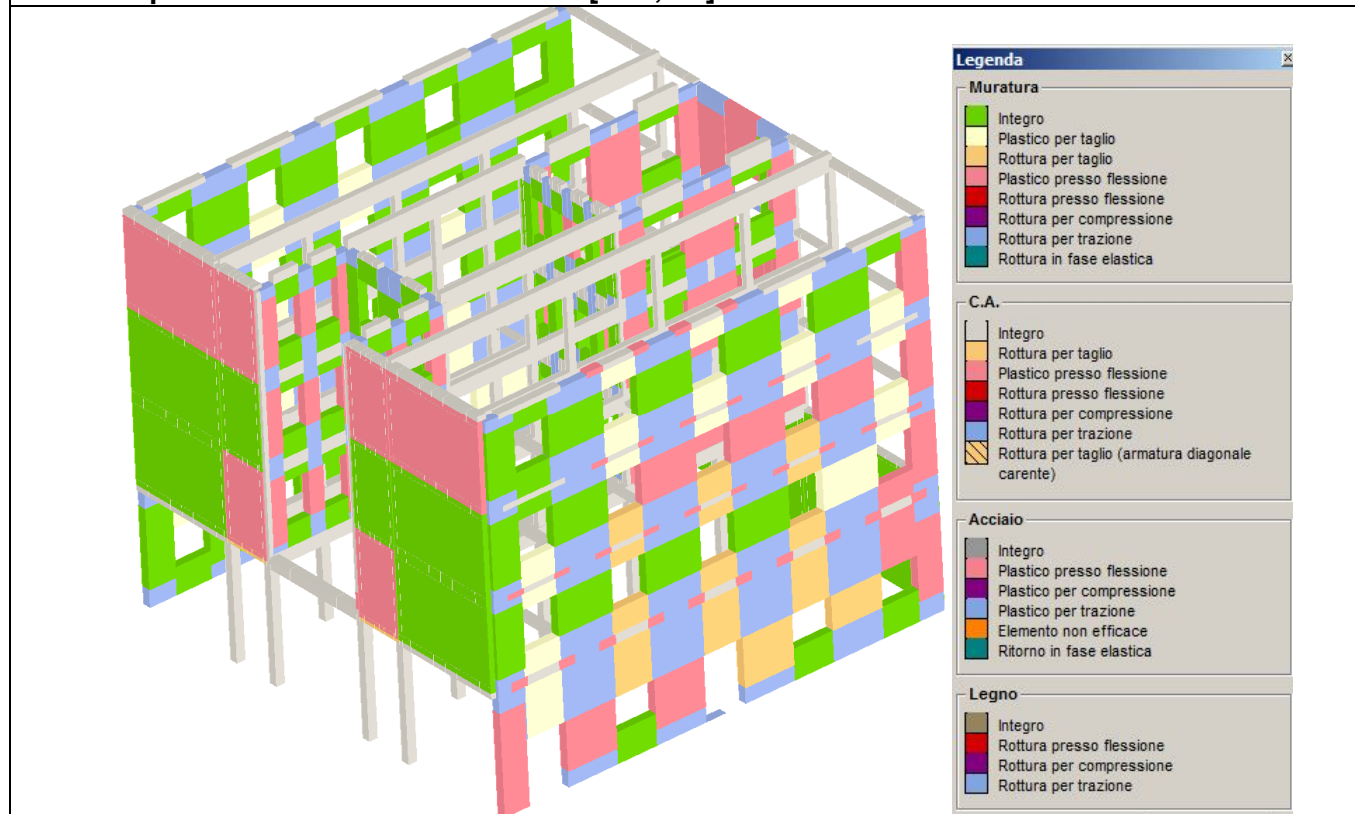 Legenda
Muratura
Integro
Plastico per taglio
Rottura per taglio
Plastico presso flessione
Rottura presso flessione
Rottura per compressione
Rottura per trazione
Rottura in fase elastica
C.A.
Integro
Rottura per taglio
Plastico presso flessione
Rottura presso flessione
Rottura per compressione
Rottura per trazione
Rottura per taglio (armatura diagonale
carente)
Acciaio
Integro
Plastico presso flessione
Plastico per compressione
Plastico per trazione
Elemento non efficace
Ritorno in fase elastica
Legno
Integro
Rottura presso flessione
Rottura per compressione
Rottura per trazione